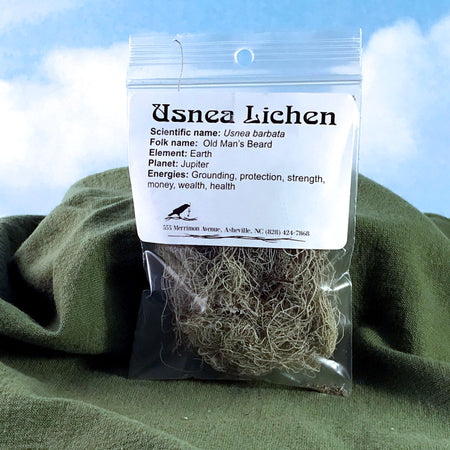 Usnea Lichen
Scientific name: Usnea barbata
Folk name: Old Man's Beard
Element: Earth
Planet: Jupiter
Energies: Grounding, protection, strength,
money, wealth, health
555 Merrimon Avenue, Asheville, NC (828) 424-7868